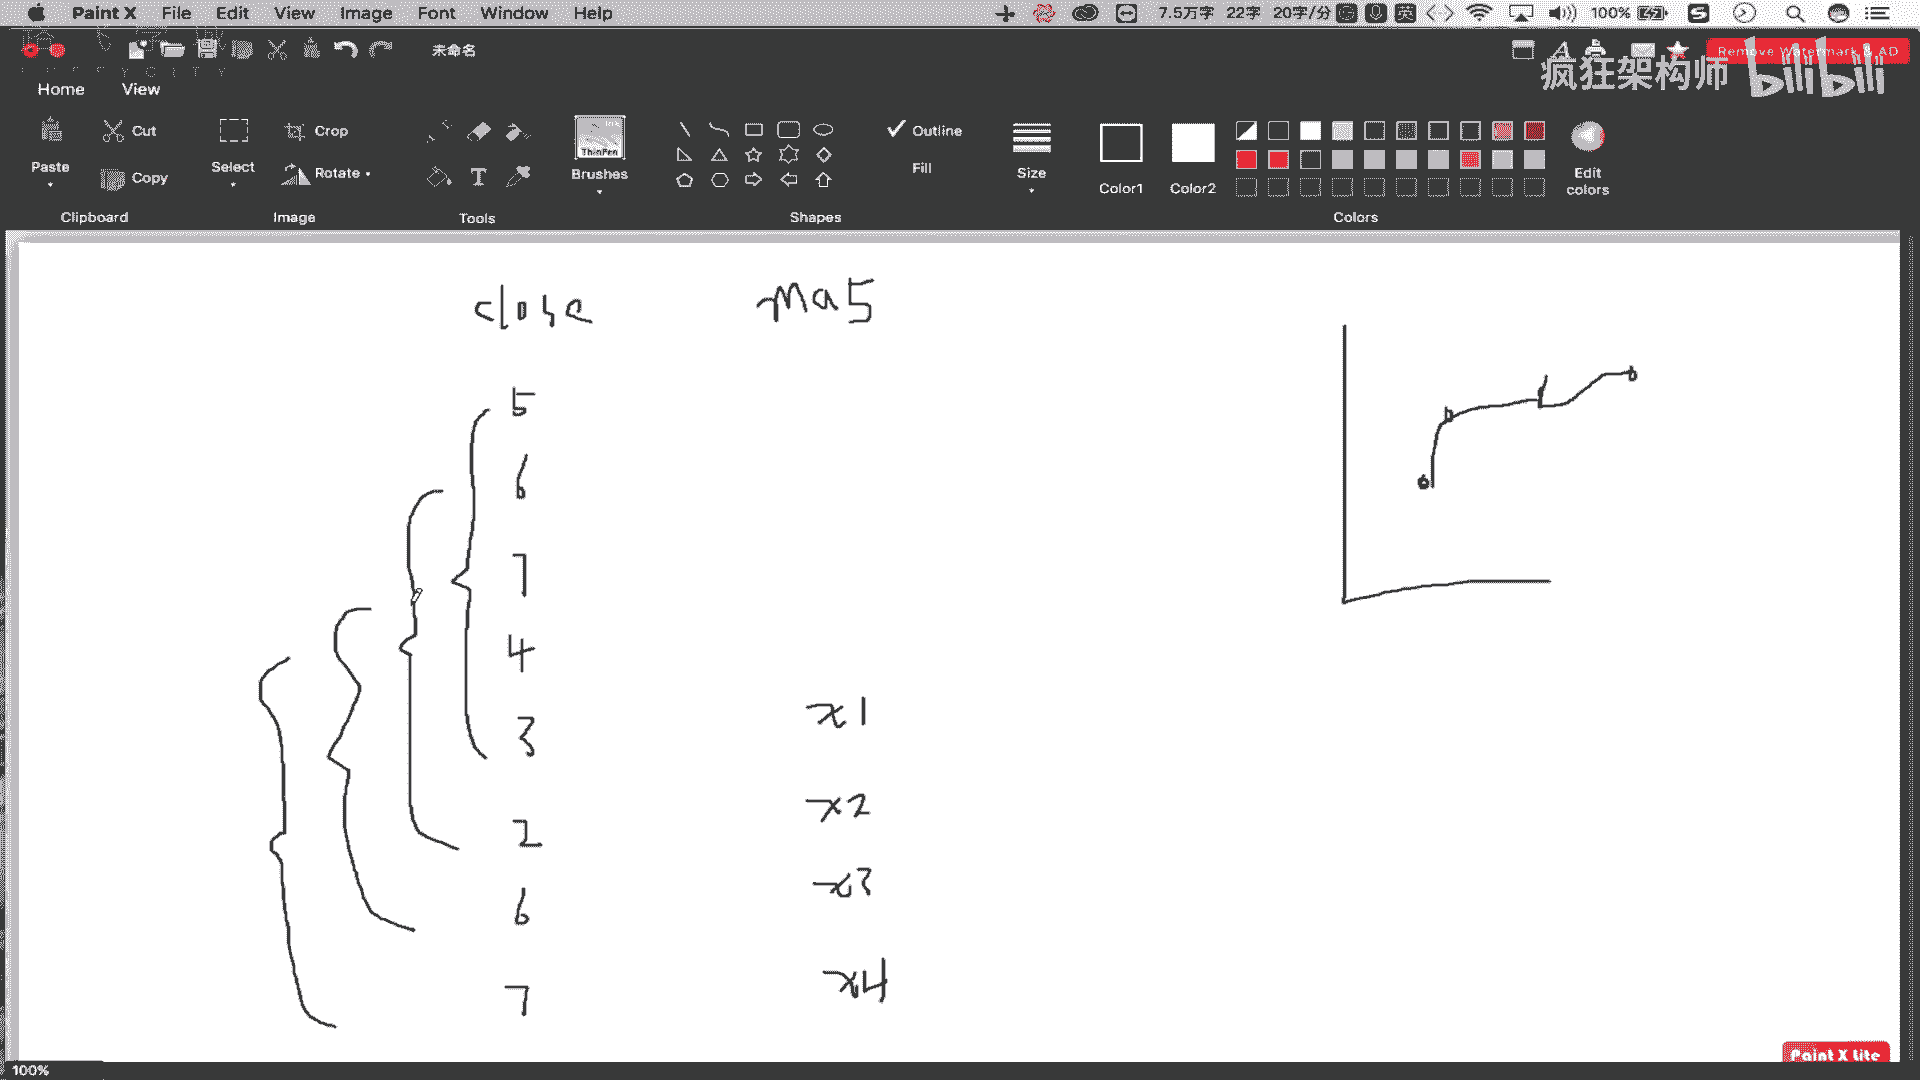 Paint X File Edit View Image Font Window Help 7.5万字 22字 20字/分 英 100%
未命名 Remove Watermark & AD
疯狂架构师 bilibili
Home View
Cut Crop Outline
Paste Copy Select Rotate ThinPen Brushes Fill Size Color1 Color2 Edit colors
Clipboard Image Tools Shapes Colors
close ma5
5
6
7
4
3 x1
2 x2
6 x3
7 x4
Paint X lite
100%